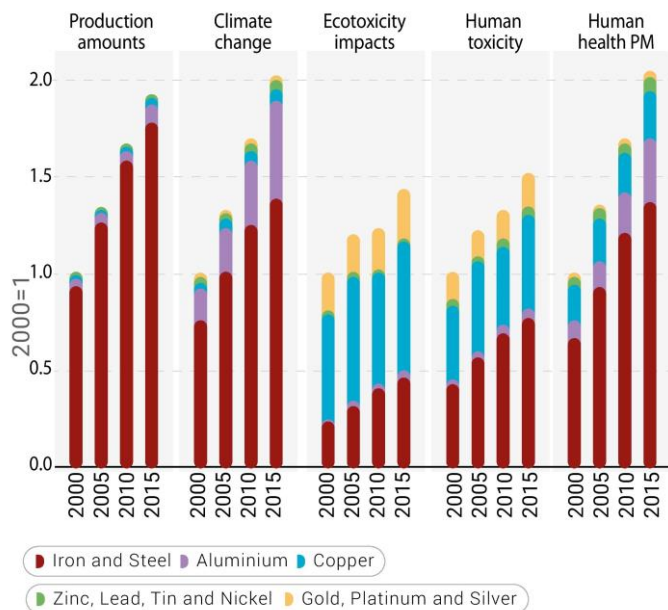 Production amounts
Climate change
Ecotoxicity impacts
Human toxicity
Human health PM
2000=1
2.0
1.5
1.0
0.5
0.0
2000 2005 2010 2015
2000 2005 2010 2015
2000 2005 2010 2015
2000 2005 2010 2015
2000 2005 2010 2015
Iron and Steel Aluminium Copper
Zinc, Lead, Tin and Nickel Gold, Platinum and Silver